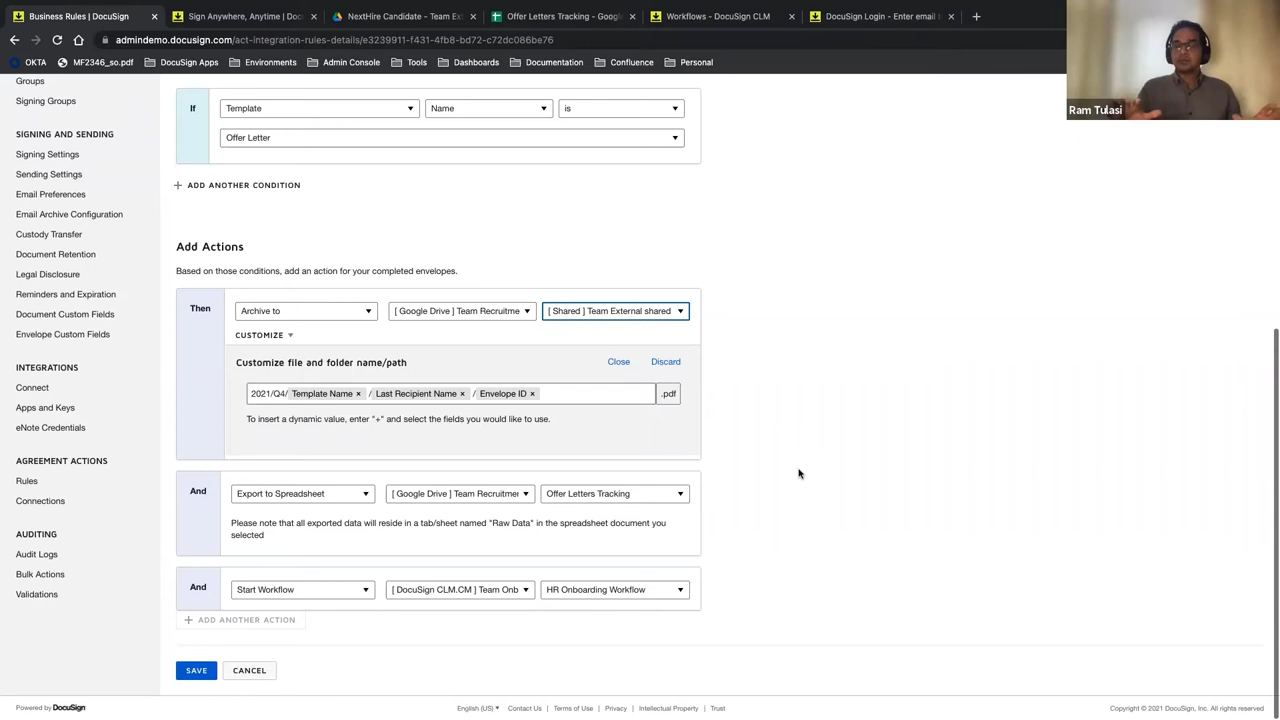 Business Rules | DocuSign
Sign Anywhere, Anytime | Doc
NextHire Candidate - Team Ex
Offer Letters Tracking - Google
Workflows - DocuSign CLM
DocuSign Login - Enter email t
admindemo.docusign.com/act-integration-rules-details/e3239911-f431-4fb8-bd72-c72dc086be76
OKTA
MF2346_so.pdf
DocuSign Apps
Environments
Admin Console
Tools
Dashboards
Documentation
Confluence
Personal
Ram Tulasi
Groups
Signing Groups
SIGNING AND SENDING
Signing Settings
Sending Settings
Email Preferences
Email Archive Configuration
Custody Transfer
Document Retention
Legal Disclosure
Reminders and Expiration
Document Custom Fields
Envelope Custom Fields
INTEGRATIONS
Connect
Apps and Keys
eNote Credentials
AGREEMENT ACTIONS
Rules
Connections
AUDITING
Audit Logs
Bulk Actions
Validations
If
Template
Name
is
Offer Letter
+ ADD ANOTHER CONDITION
Add Actions
Based on those conditions, add an action for your completed envelopes.
Then
Archive to
[ Google Drive ] Team Recruitme
[ Shared ] Team External shared
CUSTOMIZE
Customize file and folder name/path
Close
Discard
2021/Q4/ Template Name × / Last Recipient Name × / Envelope ID ×
.pdf
To insert a dynamic value, enter "+" and select the fields you would like to use.
And
Export to Spreadsheet
[ Google Drive ] Team Recruitmer
Offer Letters Tracking
Please note that all exported data will reside in a tab/sheet named "Raw Data" in the spreadsheet document you
selected
And
Start Workflow
[ DocuSign CLM.CM ] Team Onb
HR Onboarding Workflow
+ ADD ANOTHER ACTION
SAVE
CANCEL
Powered by DocuSign
English (US)
Contact Us | Terms of Use | Privacy | Intellectual Property | Trust
Copyright © 2021 DocuSign, Inc. All rights reserved